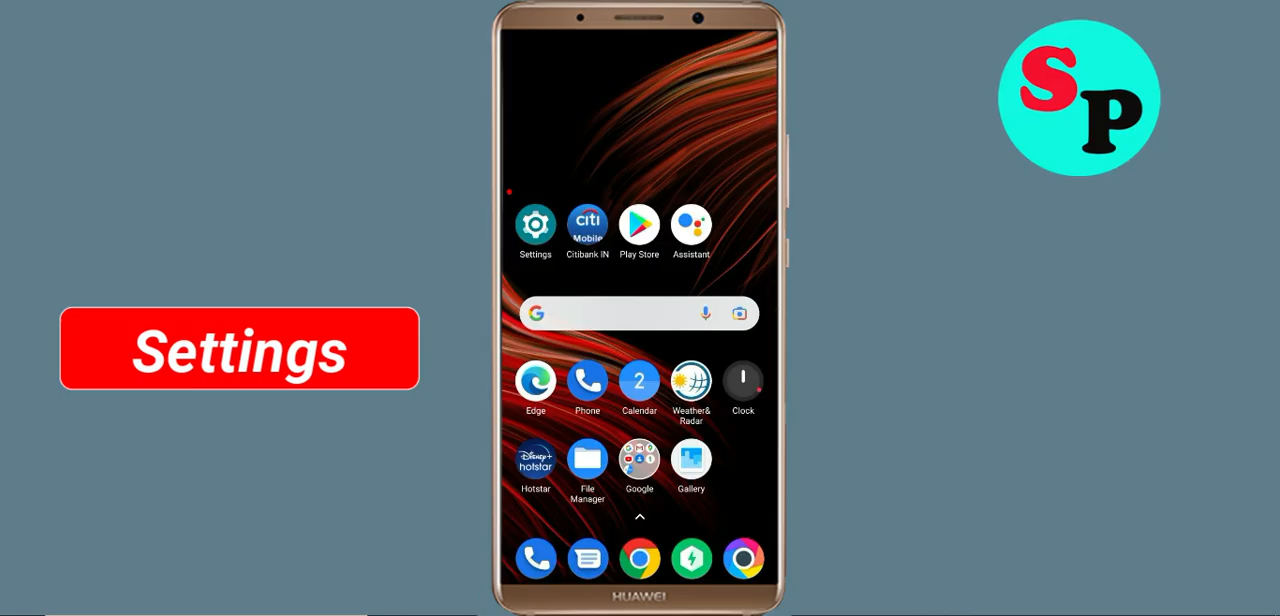 SP
citi
Mobile
Settings
Citibank IN
Play Store
Assistant
G
Settings
Edge
Phone
2
Calendar
Weather&
Radar
Clock
Disney+
hotstar
Hotstar
File
Manager
Google
Gallery
HUAWEI